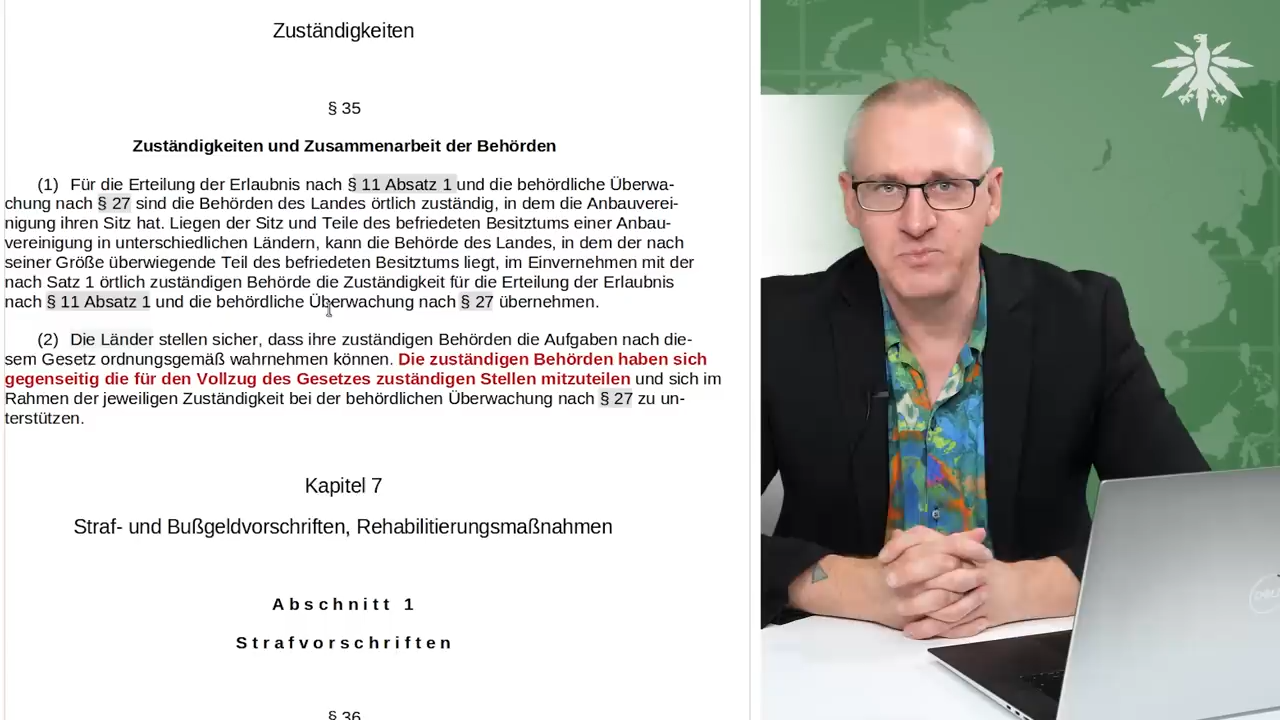 Zuständigkeiten
§ 35
Zuständigkeiten und Zusammenarbeit der Behörden
(1) Für die Erteilung der Erlaubnis nach § 11 Absatz 1 und die behördliche Überwa-
chung nach § 27 sind die Behörden des Landes örtlich zuständig, in dem die Anbauverei-
nigung ihren Sitz hat. Liegen der Sitz und Teile des befriedeten Besitztums einer Anbau-
vereinigung in unterschiedlichen Ländern, kann die Behörde des Landes, in dem der nach
seiner Größe überwiegende Teil des befriedeten Besitztums liegt, im Einvernehmen mit der
nach Satz 1 örtlich zuständigen Behörde die Zuständigkeit für die Erteilung der Erlaubnis
nach § 11 Absatz 1 und die behördliche Überwachung nach § 27 übernehmen.
(2) Die Länder stellen sicher, dass ihre zuständigen Behörden die Aufgaben nach die-
sem Gesetz ordnungsgemäß wahrnehmen können. Die zuständigen Behörden haben sich
gegenseitig die für den Vollzug des Gesetzes zuständigen Stellen mitzuteilen und sich im
Rahmen der jeweiligen Zuständigkeit bei der behördlichen Überwachung nach § 27 zu un-
terstützen.
Kapitel 7
Straf- und Bußgeldvorschriften, Rehabilitierungsmaßnahmen
Abschnitt 1
Strafvorschriften
§ 36
DELL